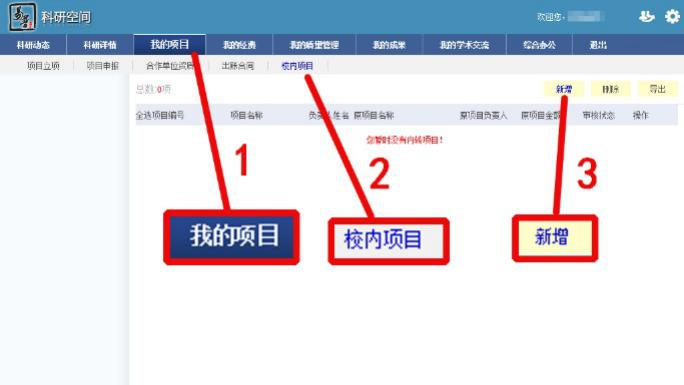 科研空间
欢迎您,
科研动态 科研详情 我的项目 我的经费 我的质量管理 我的成果 我的学术交流 综合办公 退出
项目立项 项目申报 合作单位资质 出账合同 校内项目
总数:0项 新增 删除 导出
全选项目编号 项目名称 负责人姓名 原项目名称 原项目负责人 原项目金额 审核状态 操作
您暂时没有内转项目!
1 2 3
我的项目 校内项目 新增